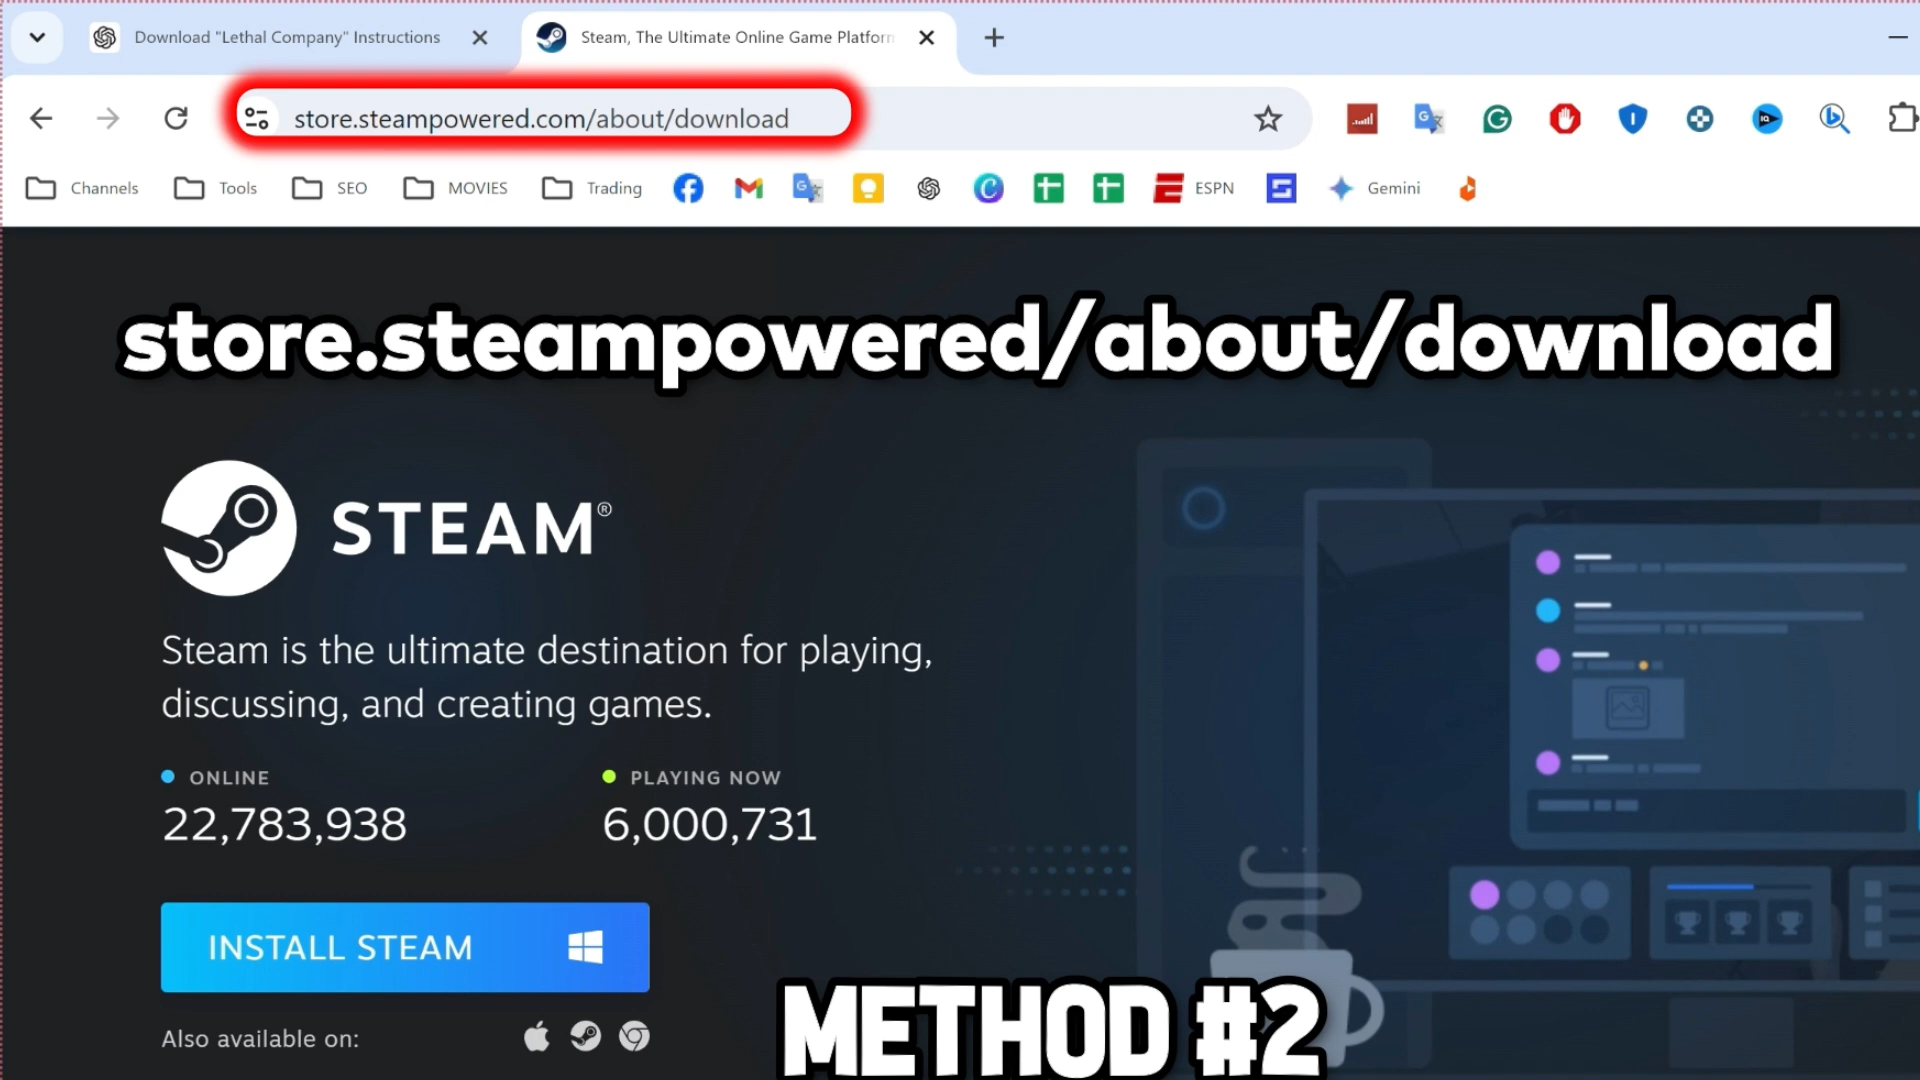 Download "Lethal Company" Instructions
Steam, The Ultimate Online Game Platform
store.steampowered.com/about/download
Channels
Tools
SEO
MOVIES
Trading
ESPN
Gemini
store.steampowered/about/download
STEAM®
Steam is the ultimate destination for playing,
discussing, and creating games.
ONLINE
PLAYING NOW
22,783,938
6,000,731
INSTALL STEAM
Also available on:
METHOD #2